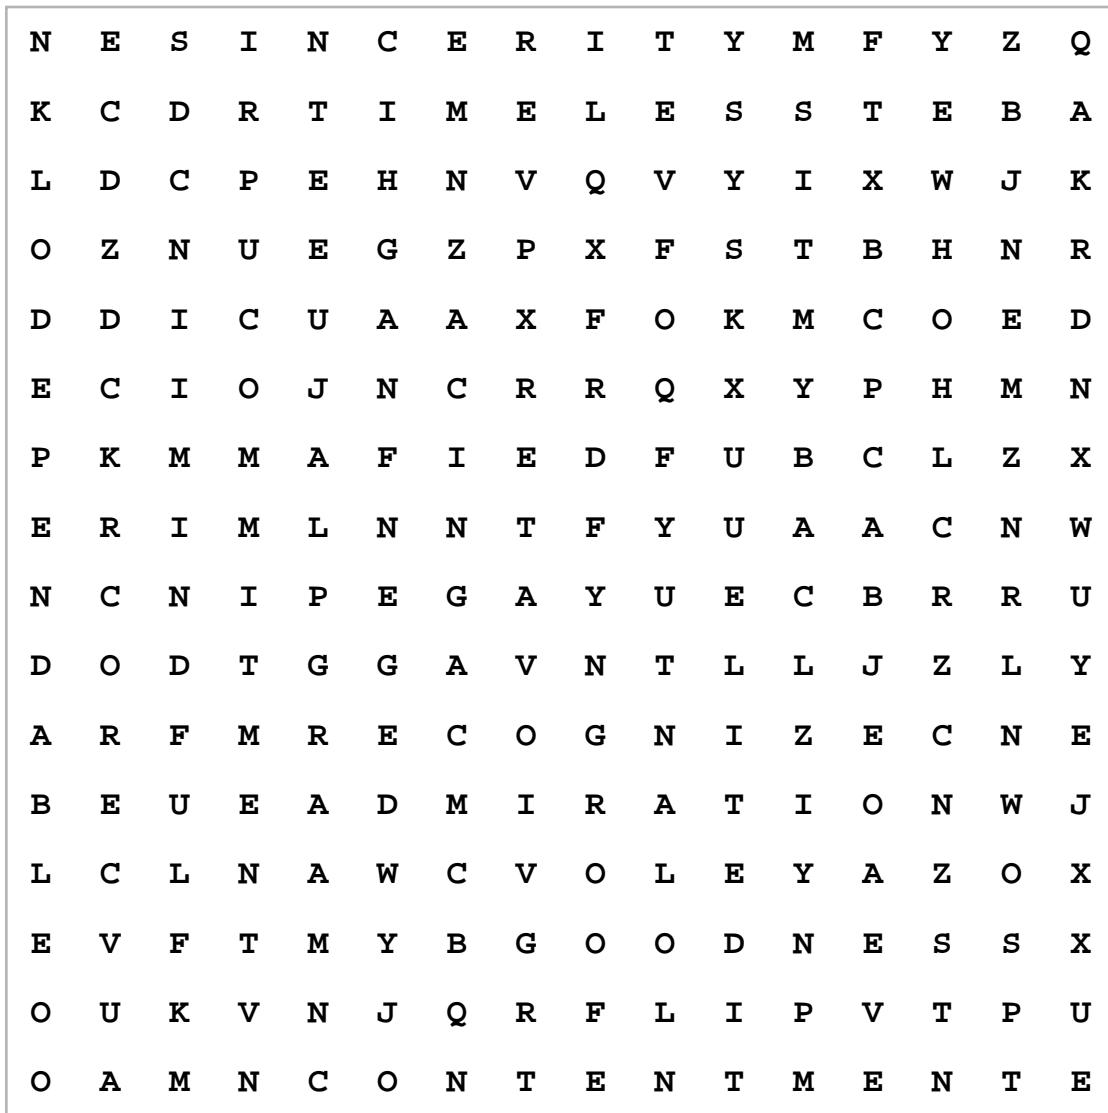 N E S I N C E R I T Y M F Y Z Q
K C D R T I M E L E S S T E B A
L D C P E H N V Q V Y I X W J K
O Z N U E G Z P X F S T B H N R
D D I C U A A X F O K M C O E D
E C I O J N C R R Q X Y P H M N
P K M M A F I E D F U B C L Z X
E R I M L N N T F Y U A A C N W
N C N I P E G A Y U E C B R R U
D O D T G G A V N T L L J Z L Y
A R F M R E C O G N I Z E C N E
B E U E A D M I R A T I O N W J
L C L N A W C V O L E Y A Z O X
E V F T M Y B G O O D N E S S X
O U K V N J Q R F L I P V T P U
O A M N C O N T E N T M E N T E